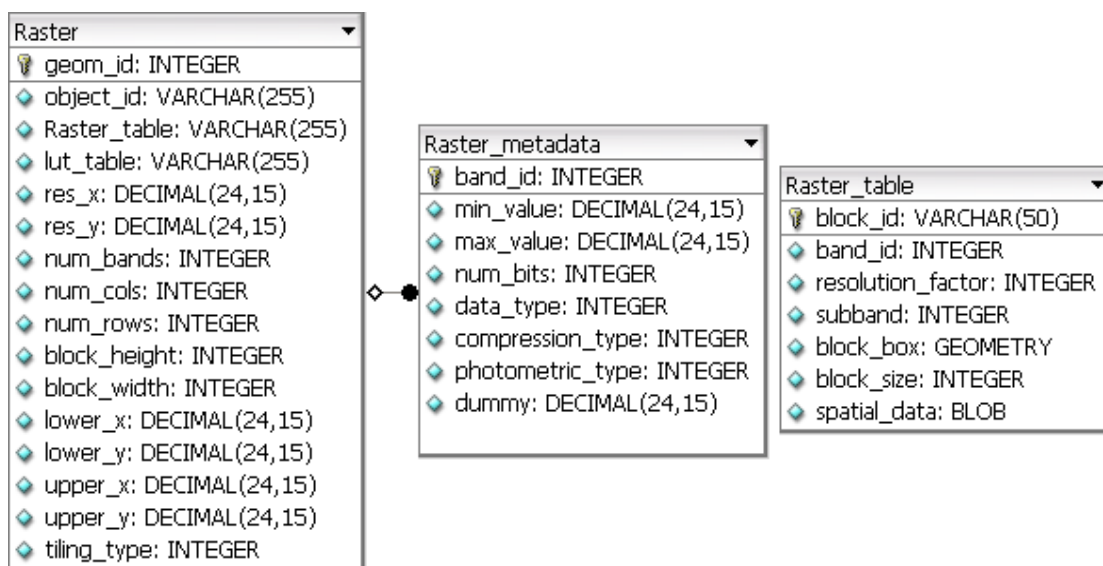 Raster
geom_id: INTEGER
object_id: VARCHAR(255)
Raster_table: VARCHAR(255)
lut_table: VARCHAR(255)
res_x: DECIMAL(24,15)
res_y: DECIMAL(24,15)
num_bands: INTEGER
num_cols: INTEGER
num_rows: INTEGER
block_height: INTEGER
block_width: INTEGER
lower_x: DECIMAL(24,15)
lower_y: DECIMAL(24,15)
upper_x: DECIMAL(24,15)
upper_y: DECIMAL(24,15)
tiling_type: INTEGER
Raster_metadata
band_id: INTEGER
min_value: DECIMAL(24,15)
max_value: DECIMAL(24,15)
num_bits: INTEGER
data_type: INTEGER
compression_type: INTEGER
photometric_type: INTEGER
dummy: DECIMAL(24,15)
Raster_table
block_id: VARCHAR(50)
band_id: INTEGER
resolution_factor: INTEGER
subband: INTEGER
block_box: GEOMETRY
block_size: INTEGER
spatial_data: BLOB